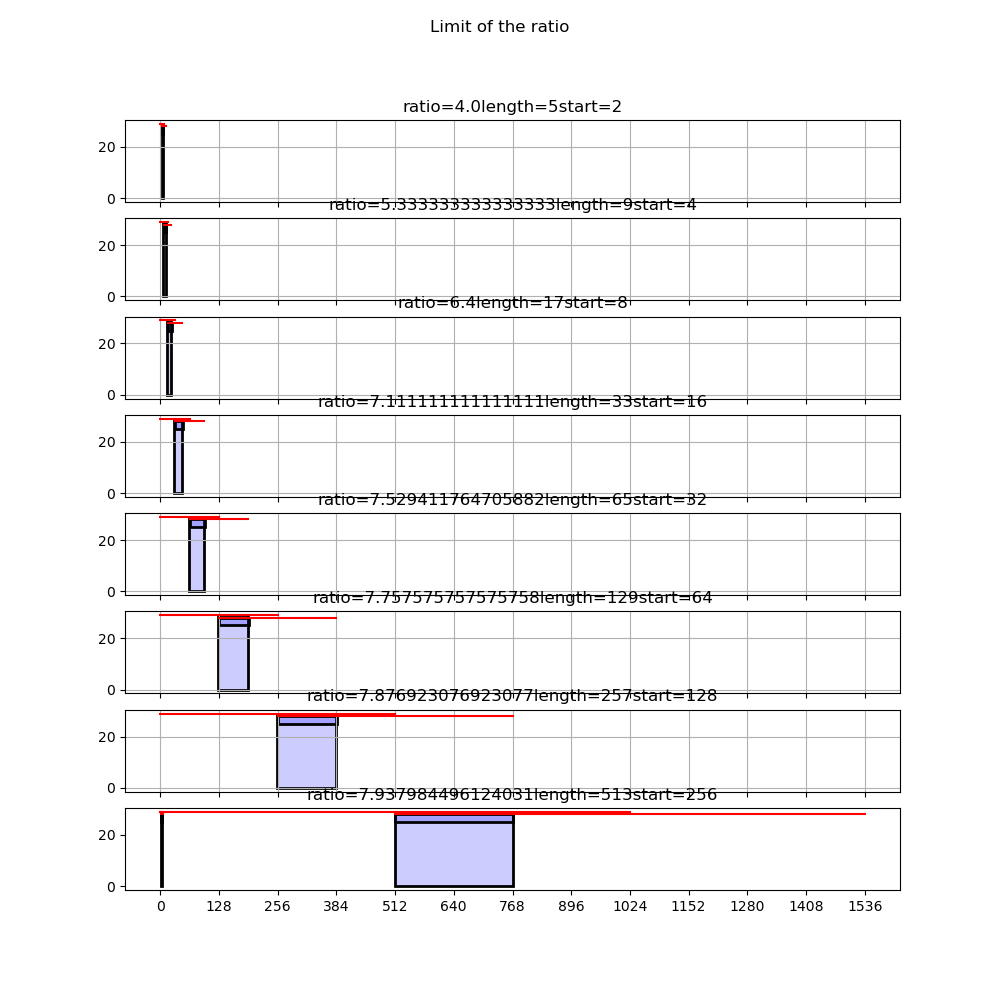 Limit of the ratio
ratio=4.0length=5start=2
20
0
ratio=5.333333333333333length=9start=4
20
0
ratio=6.4length=17start=8
20
0
ratio=7.111111111111111length=33start=16
20
0
ratio=7.529411764705882length=65start=32
20
0
ratio=7.757575757575758length=129start=64
20
0
ratio=7.876923076923077length=257start=128
20
0
ratio=7.937984496124031length=513start=256
20
0
0 128 256 384 512 640 768 896 1024 1152 1280 1408 1536